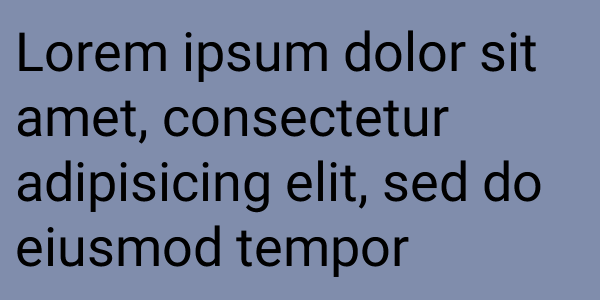 Lorem ipsum dolor sit
amet, consectetur
adipisicing elit, sed do
eiusmod tempor